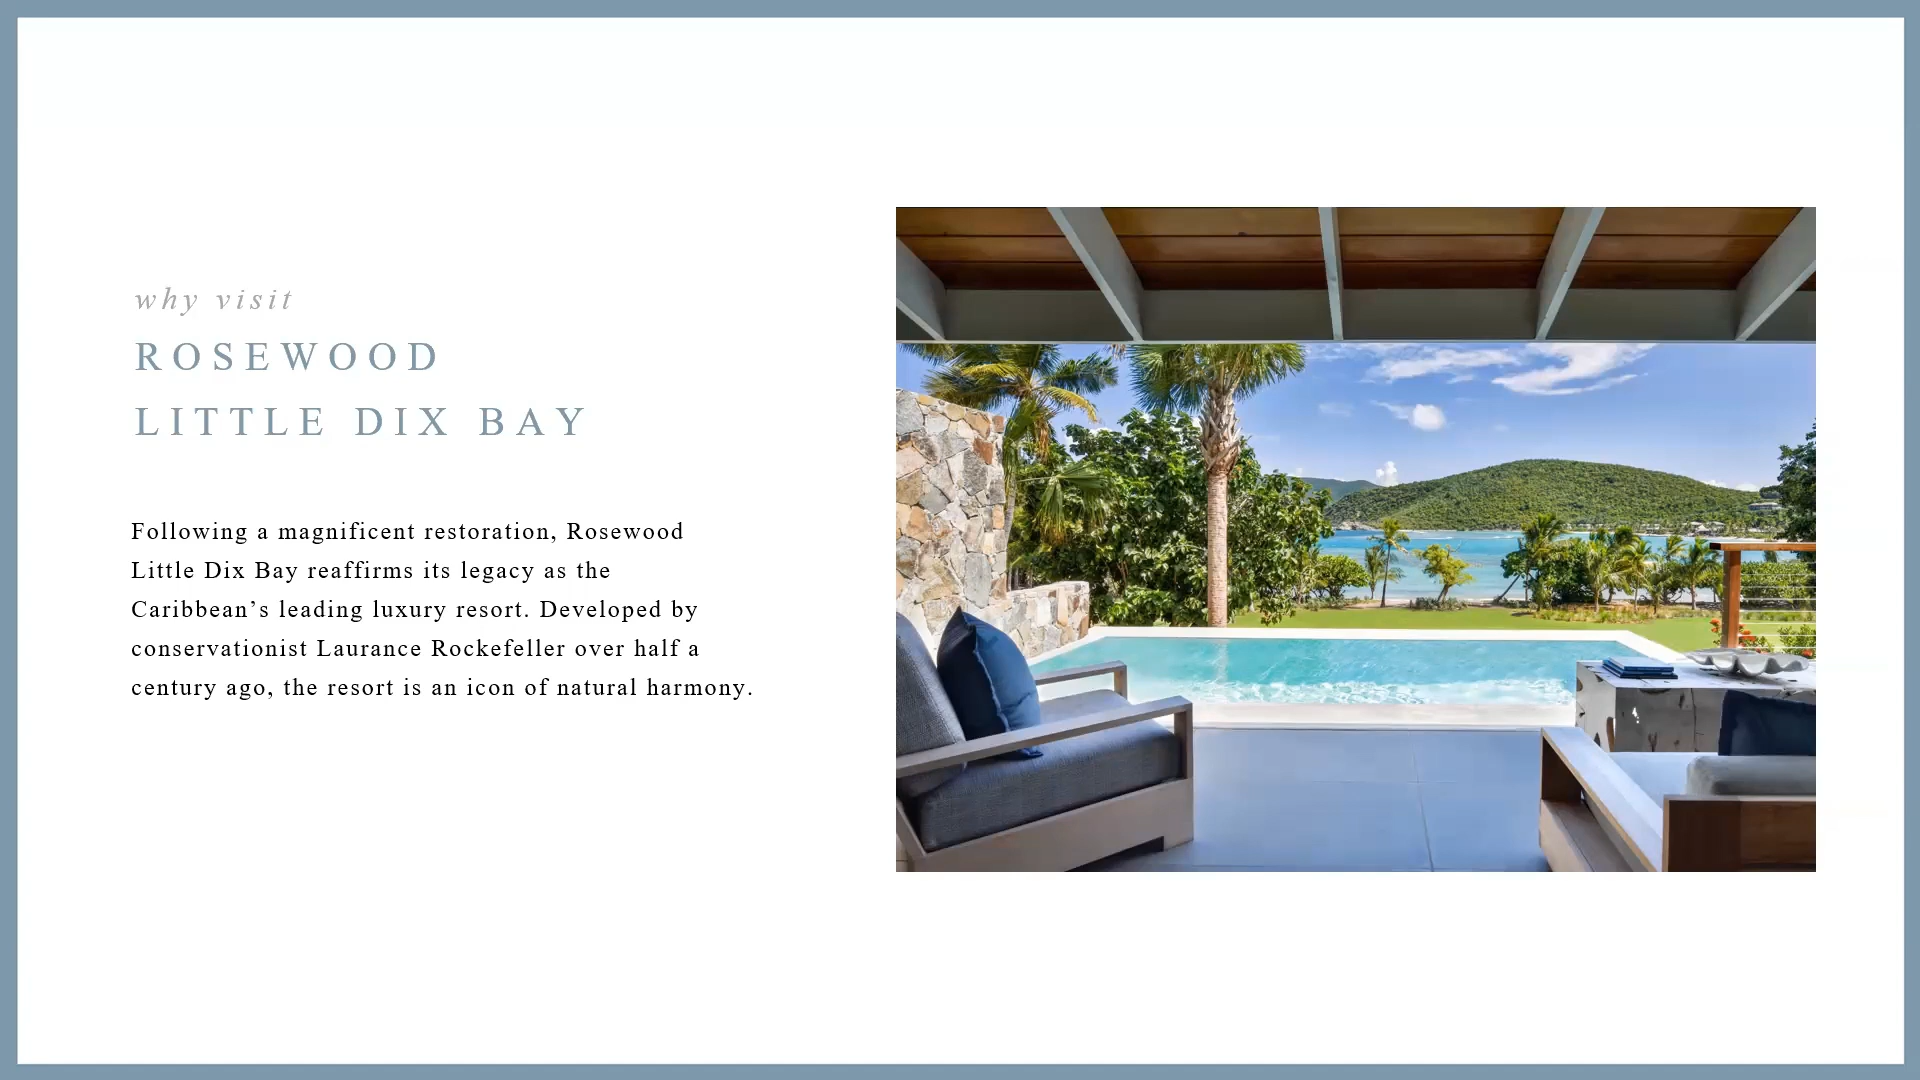 why visit
ROSEWOOD
LITTLE DIX BAY
Following a magnificent restoration, Rosewood
Little Dix Bay reaffirms its legacy as the
Caribbean’s leading luxury resort. Developed by
conservationist Laurance Rockefeller over half a
century ago, the resort is an icon of natural harmony.